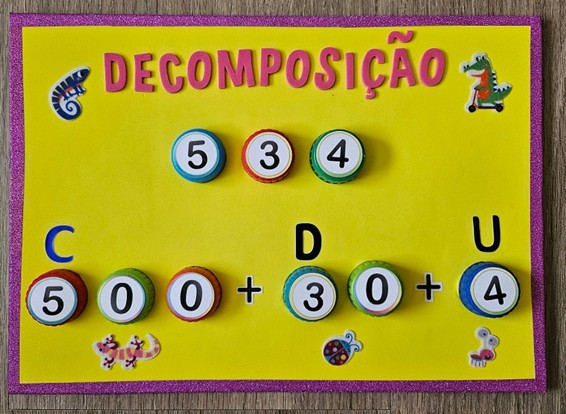 DECOMPOSIÇÃO
5 3 4
C D U
5 0 0 + 3 0 + 4